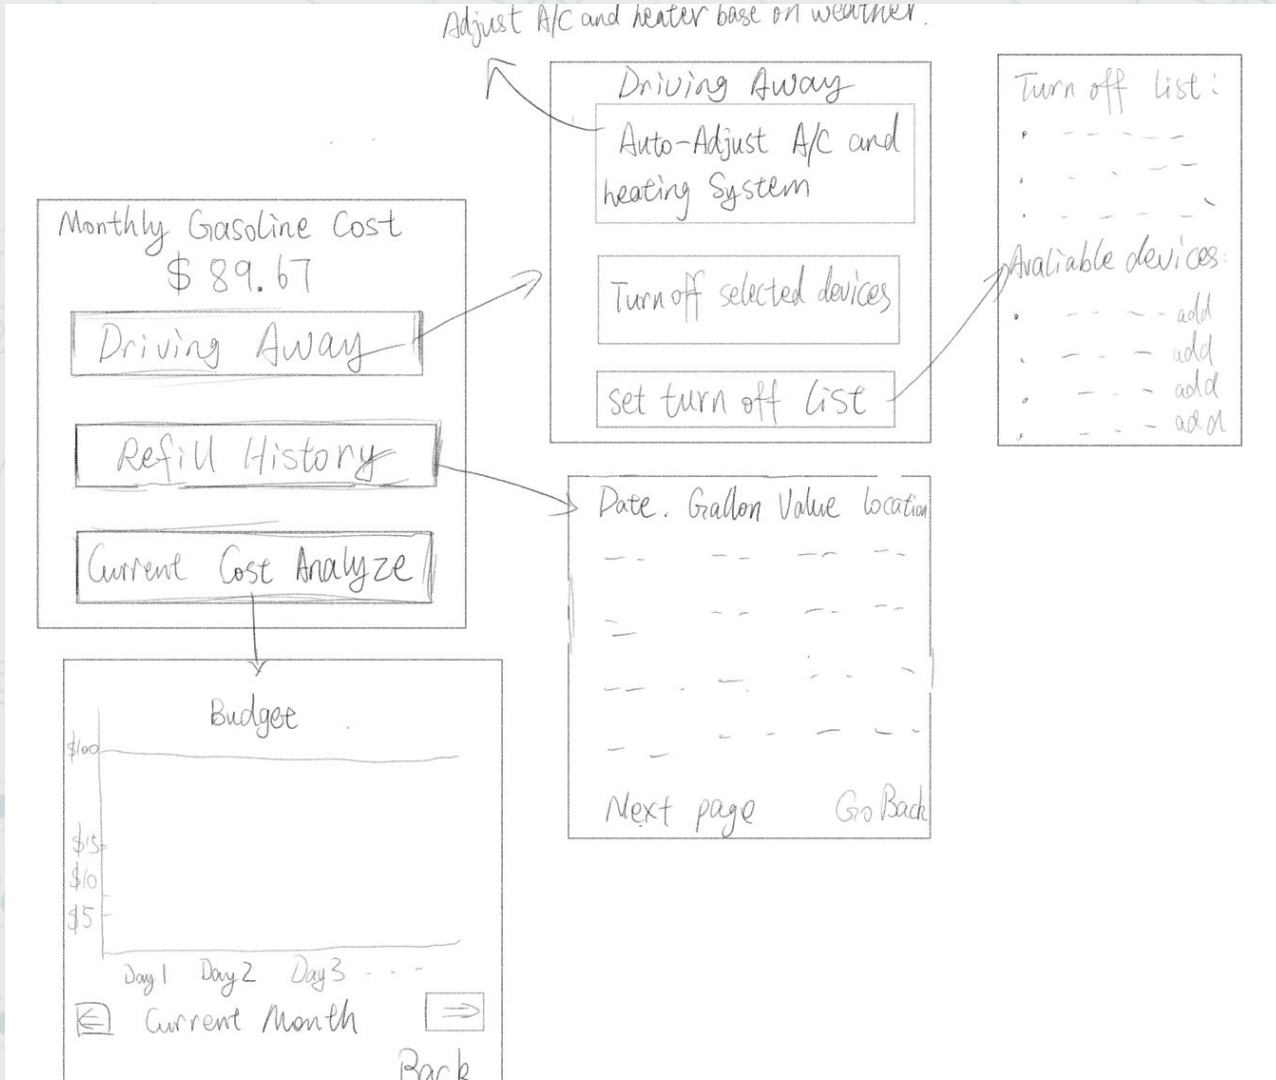 Adjust A/C and heater base on weather.
Driving Away
Auto-Adjust A/C and
heating System
Turn off selected devices
set turn off list
Turn off list:
Avaliable devices:
add
add
add
add
Monthly Gasoline Cost
$ 89.67
Driving Away
Refill History
Current Cost Analyze
Date. Gallon Value location
Next page Go Back
Budget
$100
$15
$10
$5
Day 1 Day 2 Day 3
Current Month
Back